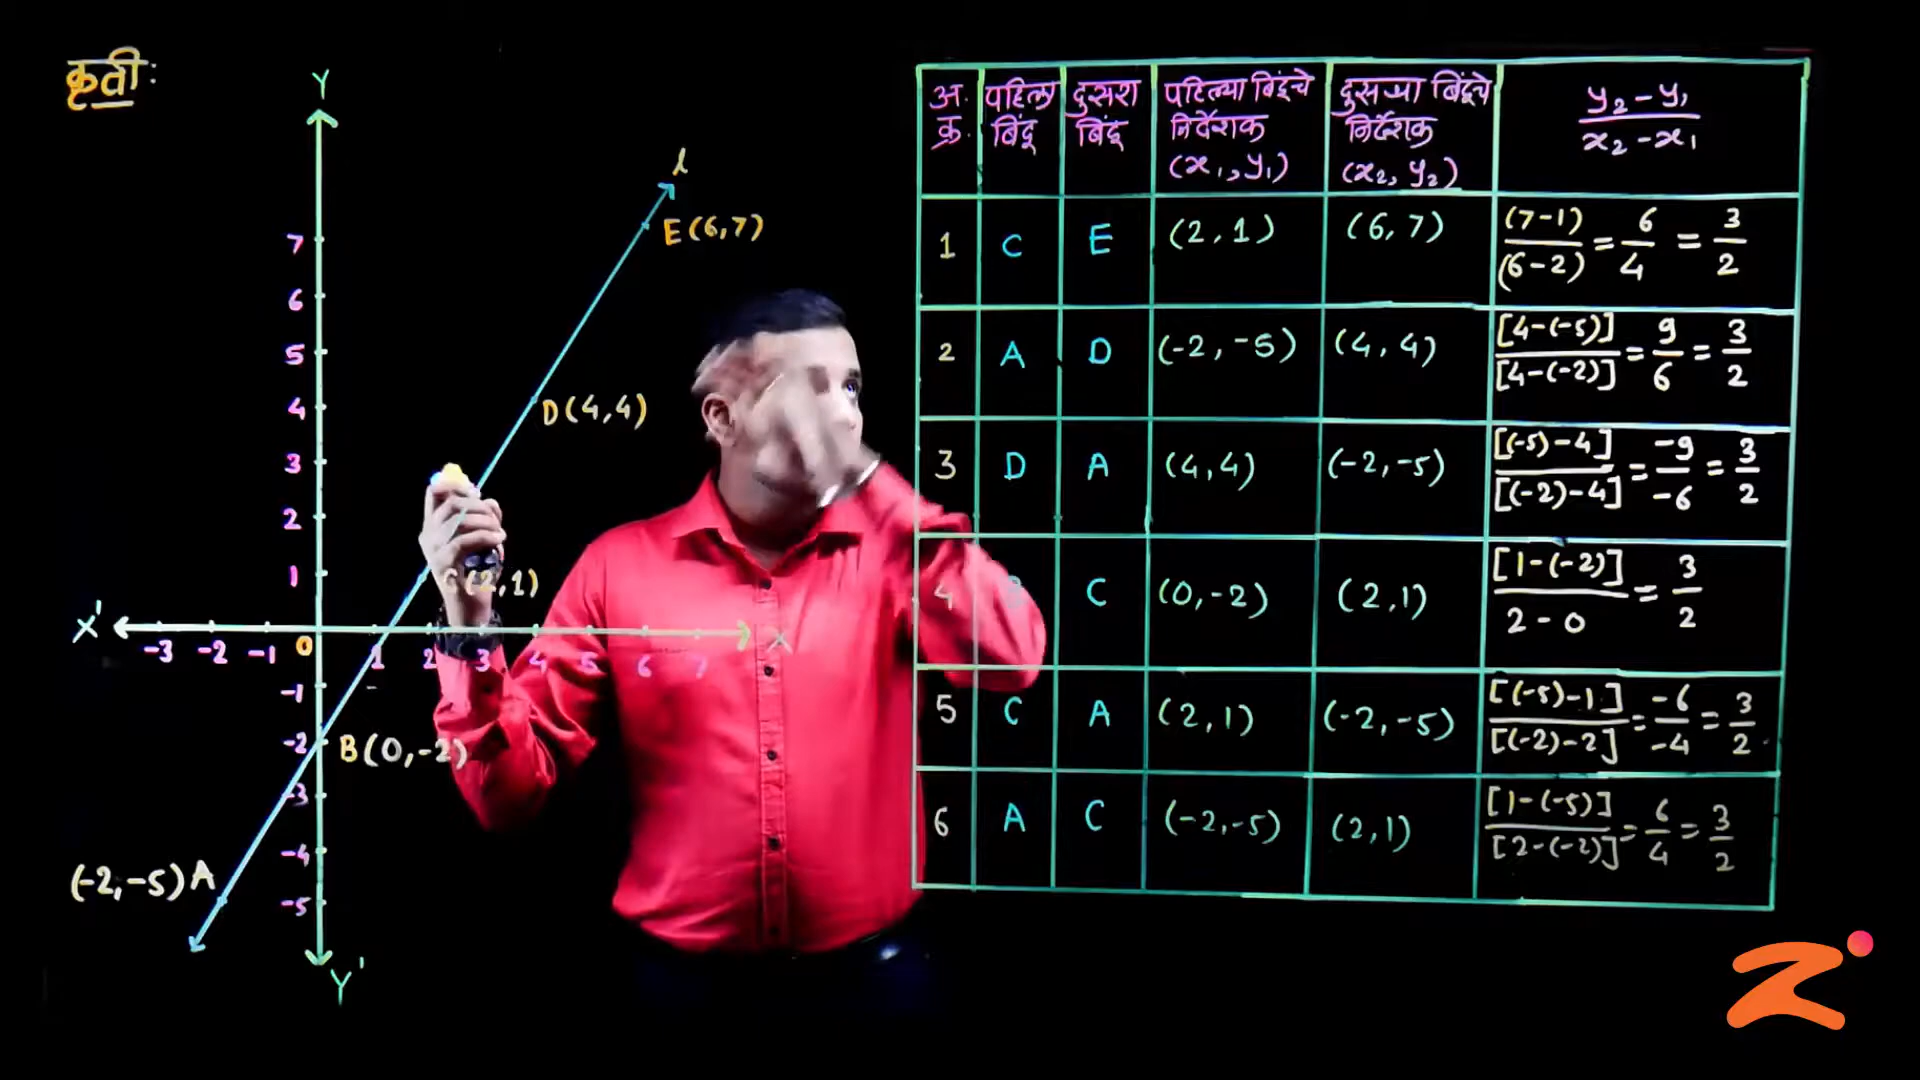 कृती:
Y
l
E(6,7)
7
6
5
D(4,4)
4
3
2
1
C(2,1)
X' -3 -2 -1 0 1 2 3 4 5 6 7 X
-1
-2 B(0,-2)
-3
-4
(-2,-5)A
-5
Y'
अ. क्र. पहिला बिंदू दुसरा बिंदू पहिल्या बिंदूचे निर्देशक (x₁, y₁) दुसऱ्या बिंदूचे निर्देशक (x₂, y₂) y₂-y₁/x₂-x₁
1 C E (2,1) (6,7) (7-1)/(6-2) = 6/4 = 3/2
2 A D (-2,-5) (4,4) [4-(-5)]/[4-(-2)] = 9/6 = 3/2
3 D A (4,4) (-2,-5) [(-5)-4]/[(-2)-4] = -9/-6 = 3/2
4 B C (0,-2) (2,1) [1-(-2)]/2-0 = 3/2
5 C A (2,1) (-2,-5) [(-5)-1]/[(-2)-2] = -6/-4 = 3/2
6 A C (-2,-5) (2,1) [1-(-5)]/[2-(-2)] = 6/4 = 3/2